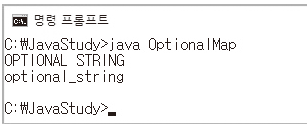 명령 프롬프트
C:₩JavaStudy>java OptionalMap
OPTIONAL STRING
optional_string
C:₩JavaStudy>